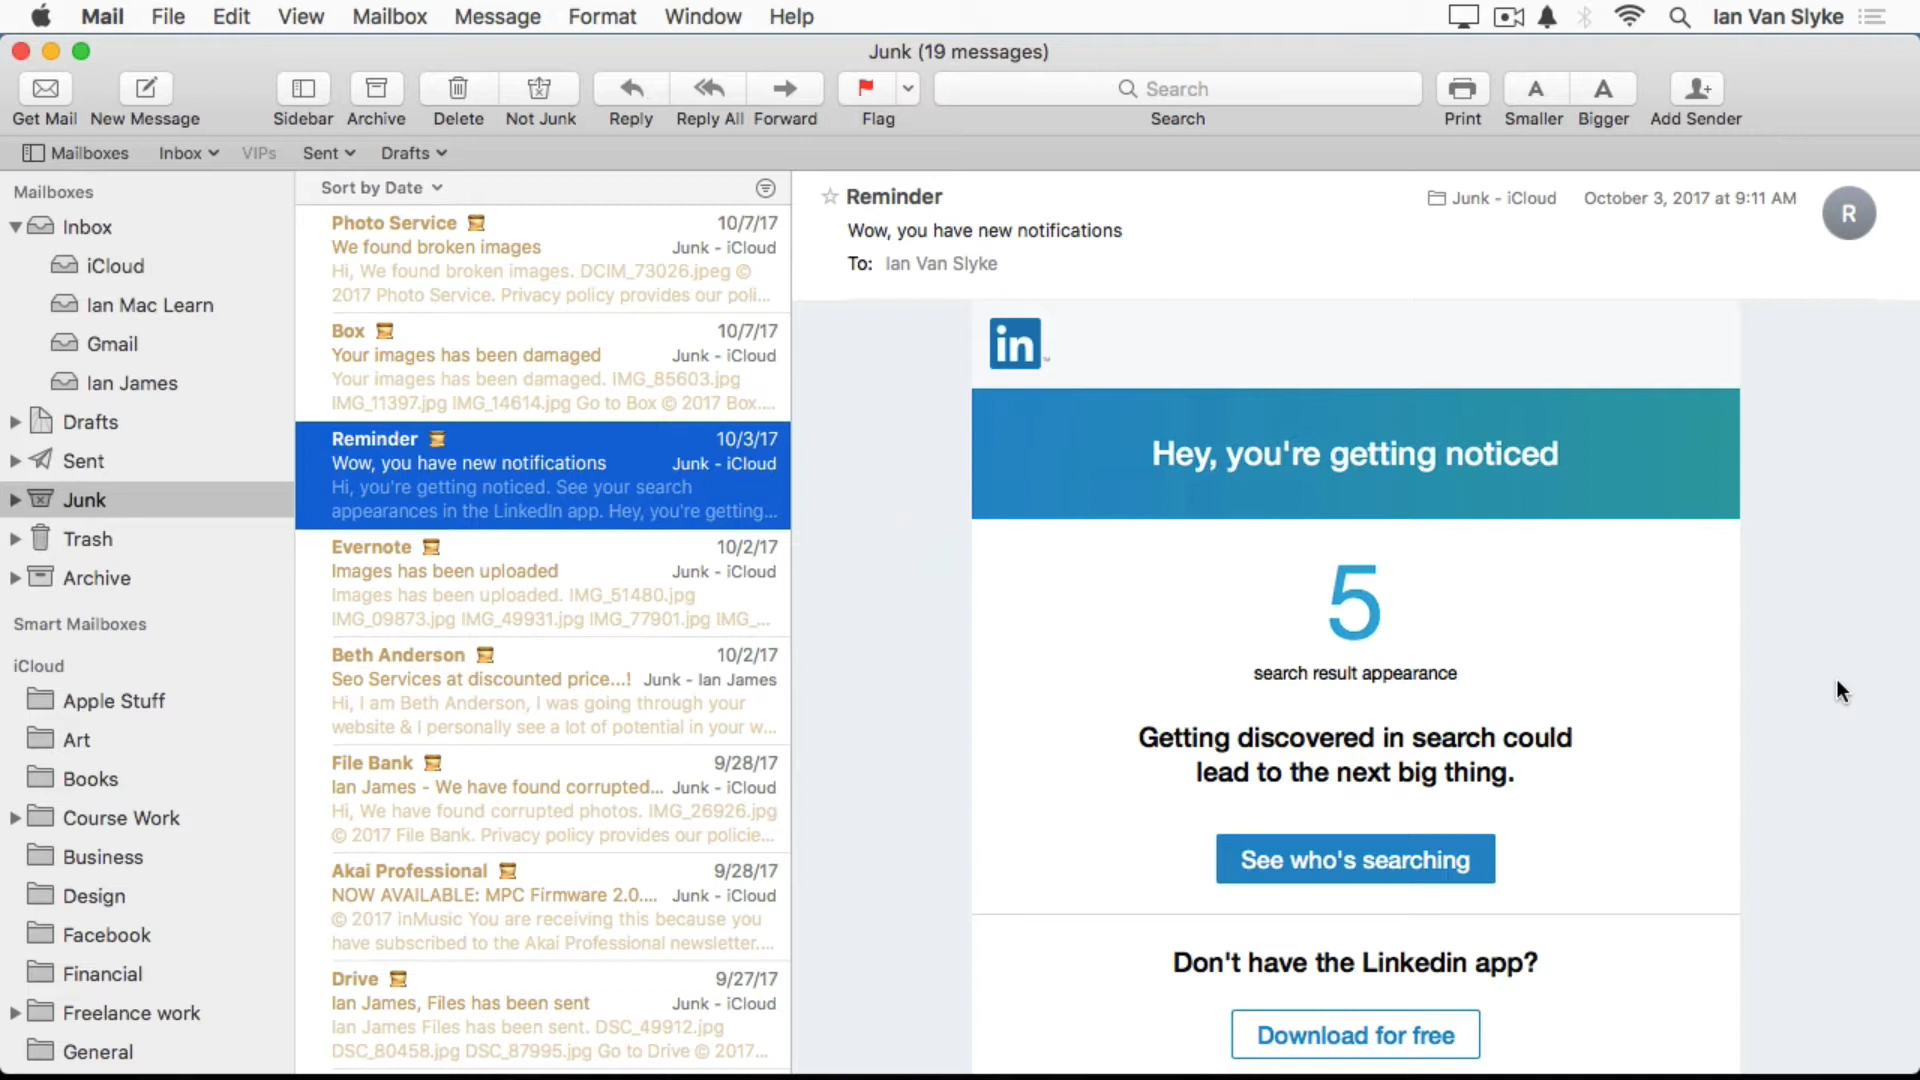 Mail File Edit View Mailbox Message Format Window Help Ian Van Slyke
Junk (19 messages)
Search
A A
Get Mail New Message Sidebar Archive Delete Not Junk Reply Reply All Forward Flag Search Print Smaller Bigger Add Sender
Mailboxes Inbox VIPs Sent Drafts
Mailboxes
Inbox
iCloud
Ian Mac Learn
Gmail
Ian James
Drafts
Sent
Junk
Trash
Archive
Smart Mailboxes
iCloud
Apple Stuff
Art
Books
Course Work
Business
Design
Facebook
Financial
Freelance work
General
Sort by Date
Photo Service 10/7/17
We found broken images Junk - iCloud
Hi, We found broken images. DCIM_73026.jpeg ©
2017 Photo Service. Privacy policy provides our poli...
Box 10/7/17
Your images has been damaged Junk - iCloud
Your images has been damaged. IMG_85603.jpg
IMG_11397.jpg IMG_14614.jpg Go to Box © 2017 Box....
Reminder 10/3/17
Wow, you have new notifications Junk - iCloud
Hi, you're getting noticed. See your search
appearances in the LinkedIn app. Hey, you're getting...
Evernote 10/2/17
Images has been uploaded Junk - iCloud
Images has been uploaded. IMG_51480.jpg
IMG_09873.jpg IMG_49931.jpg IMG_77901.jpg IMG_...
Beth Anderson 10/2/17
Seo Services at discounted price...! Junk - Ian James
Hi, I am Beth Anderson, I was going through your
website & I personally see a lot of potential in your w...
File Bank 9/28/17
Ian James - We have found corrupted... Junk - iCloud
Hi, We have found corrupted photos. IMG_26926.jpg
© 2017 File Bank. Privacy policy provides our policie...
Akai Professional 9/28/17
NOW AVAILABLE: MPC Firmware 2.0.... Junk - iCloud
© 2017 inMusic You are receiving this because you
have subscribed to the Akai Professional newsletter....
Drive 9/27/17
Ian James, Files has been sent Junk - iCloud
Ian James Files has been sent. DSC_49912.jpg
DSC_80458.jpg DSC_87995.jpg Go to Drive © 2017...
Reminder Junk - iCloud October 3, 2017 at 9:11 AM
R
Wow, you have new notifications
To: Ian Van Slyke
in
Hey, you're getting noticed
5
search result appearance
Getting discovered in search could
lead to the next big thing.
See who's searching
Don't have the Linkedin app?
Download for free